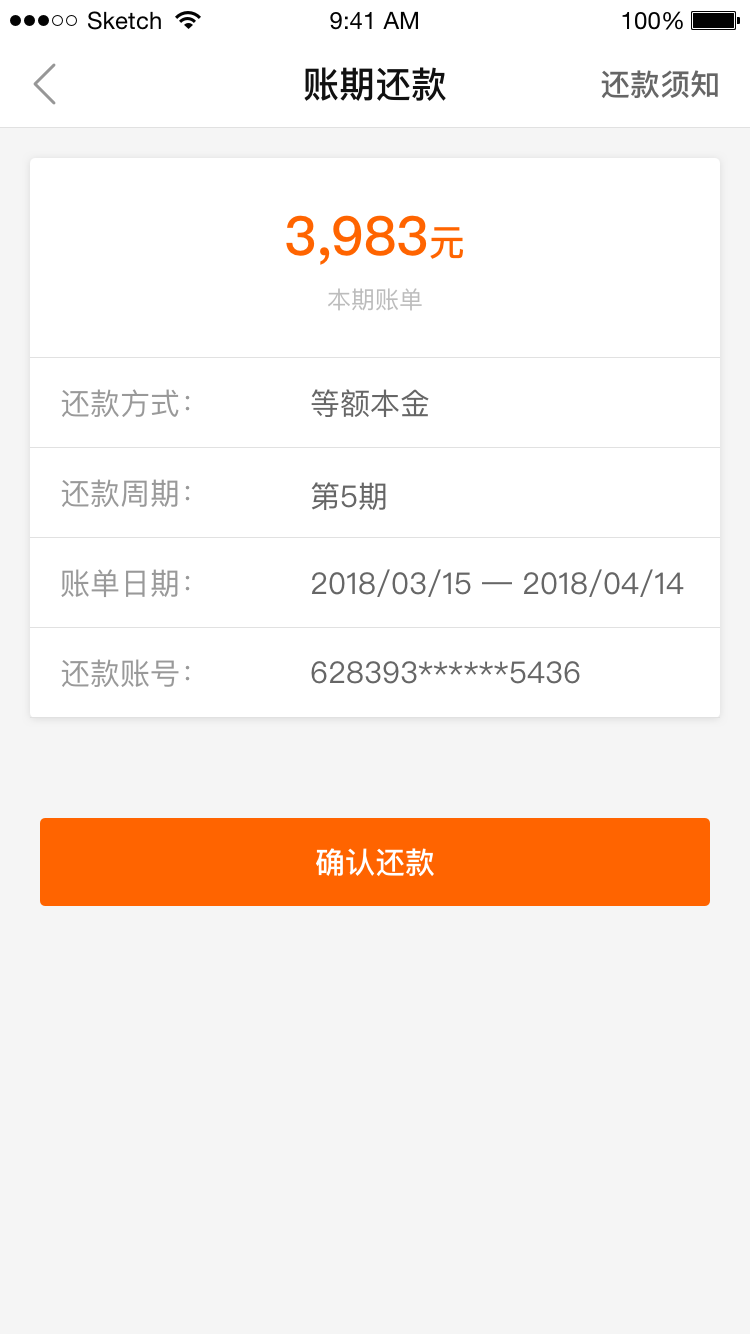 Sketch 9:41 AM 100%
账期还款 还款须知
3,983元
本期账单
还款方式： 等额本金
还款周期： 第5期
账单日期： 2018/03/15 — 2018/04/14
还款账号： 628393******5436
确认还款